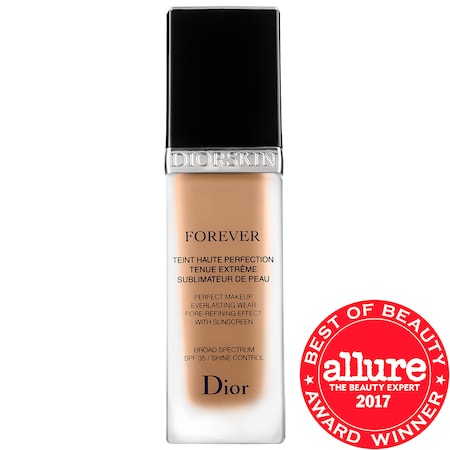 DIORSKIN
FOREVER
TEINT HAUTE PERFECTION
TENUE EXTRÊME
SUBLIMATEUR DE PEAU
PERFECT MAKEUP
EVERLASTING WEAR
PORE-REFINING EFFECT
WITH SUNSCREEN
BROAD SPECTRUM
SPF 35 / SHINE CONTROL
Dior
BEST OF BEAUTY
allure
THE BEAUTY EXPERT
2017
AWARD WINNER